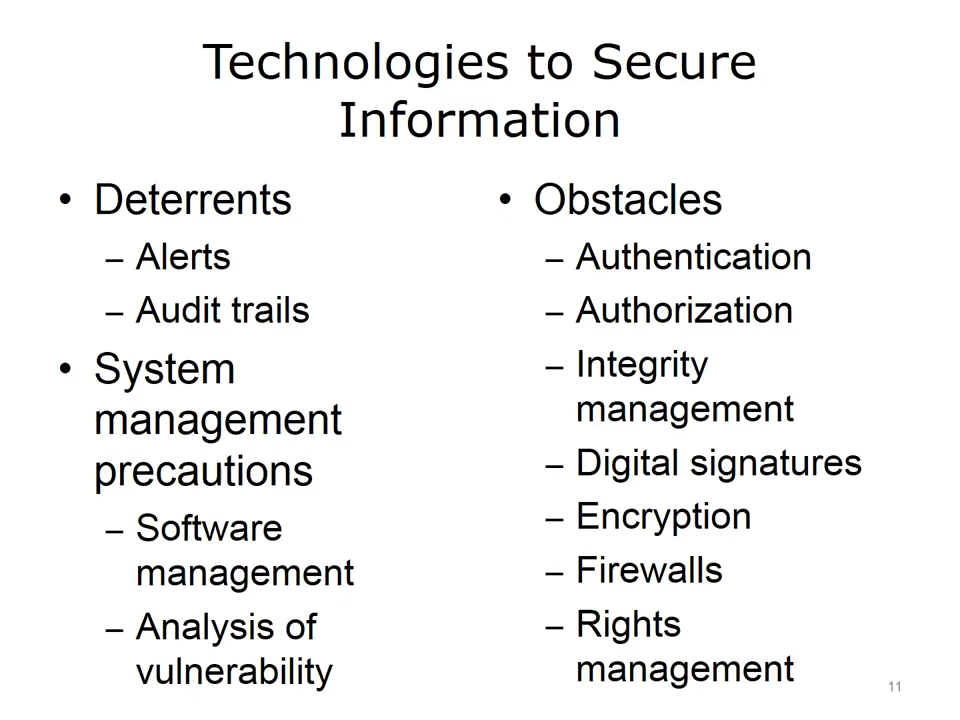 Technologies to Secure
Information
• Deterrents
– Alerts
– Audit trails
• System
management
precautions
– Software
management
– Analysis of
vulnerability
• Obstacles
– Authentication
– Authorization
– Integrity
management
– Digital signatures
– Encryption
– Firewalls
– Rights
management
11